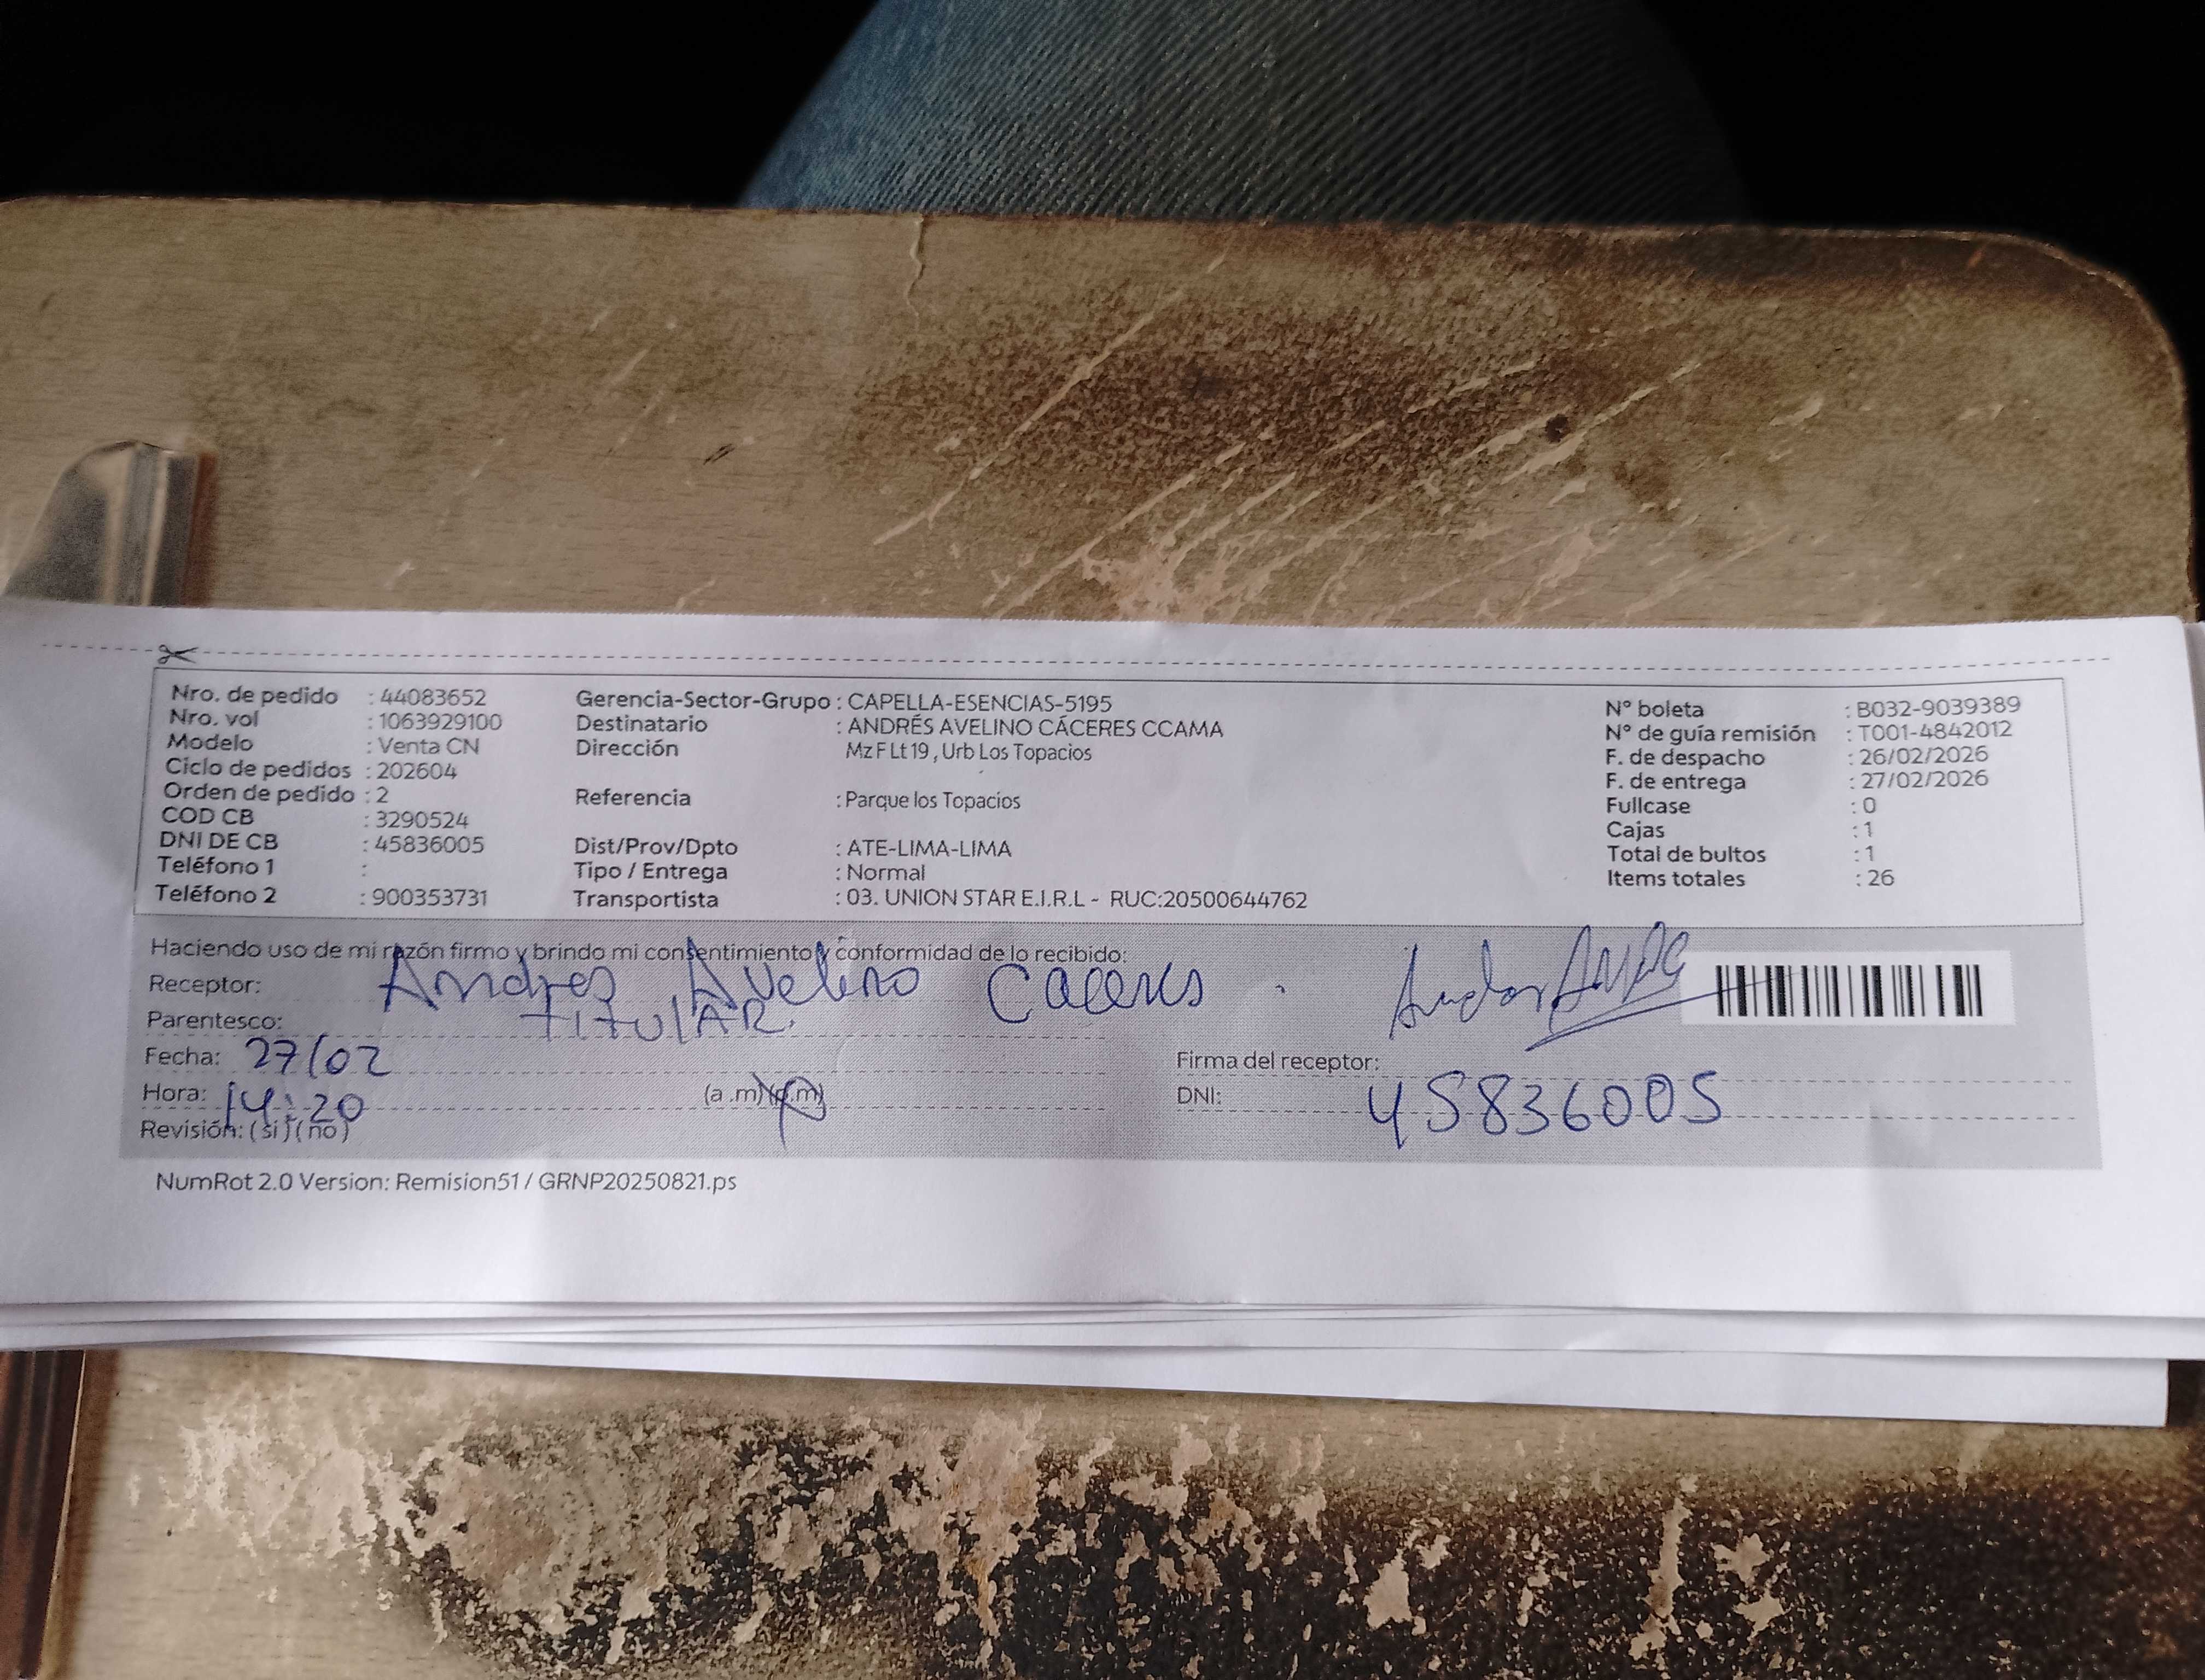 Nro. de pedido : 44083652 Gerencia-Sector-Grupo : CAPELLA-ESENCIAS-5195 N° boleta : B032-9039389
Nro. vol : 1063929100 Destinatario : ANDRÉS AVELINO CÁCERES CCAMA N° de guía remisión : T001-4842012
Modelo : Venta CN Dirección Mz F Lt 19 , Urb Los Topacios F. de despacho : 26/02/2026
Ciclo de pedidos : 202604 F. de entrega : 27/02/2026
Orden de pedido : 2 Referencia : Parque los Topacios Fullcase : 0
COD CB : 3290524 Cajas : 1
DNI DE CB : 45836005 Dist/Prov/Dpto : ATE-LIMA-LIMA Total de bultos : 1
Teléfono 1 : Tipo / Entrega : Normal Items totales : 26
Teléfono 2 : 900353731 Transportista : 03. UNION STAR E.I.R.L - RUC:20500644762
Haciendo uso de mi razón firmo y brindo mi consentimiento y conformidad de lo recibido:
Receptor: Andres Avelino Caceres
Parentesco: TITULAR.
Fecha: 27/02 Firma del receptor:
Hora: 14:20 (a .m) (p.m) DNI: 45836005
Revisión: (si) (no)
NumRot 2.0 Version: Remision51 / GRNP20250821.ps